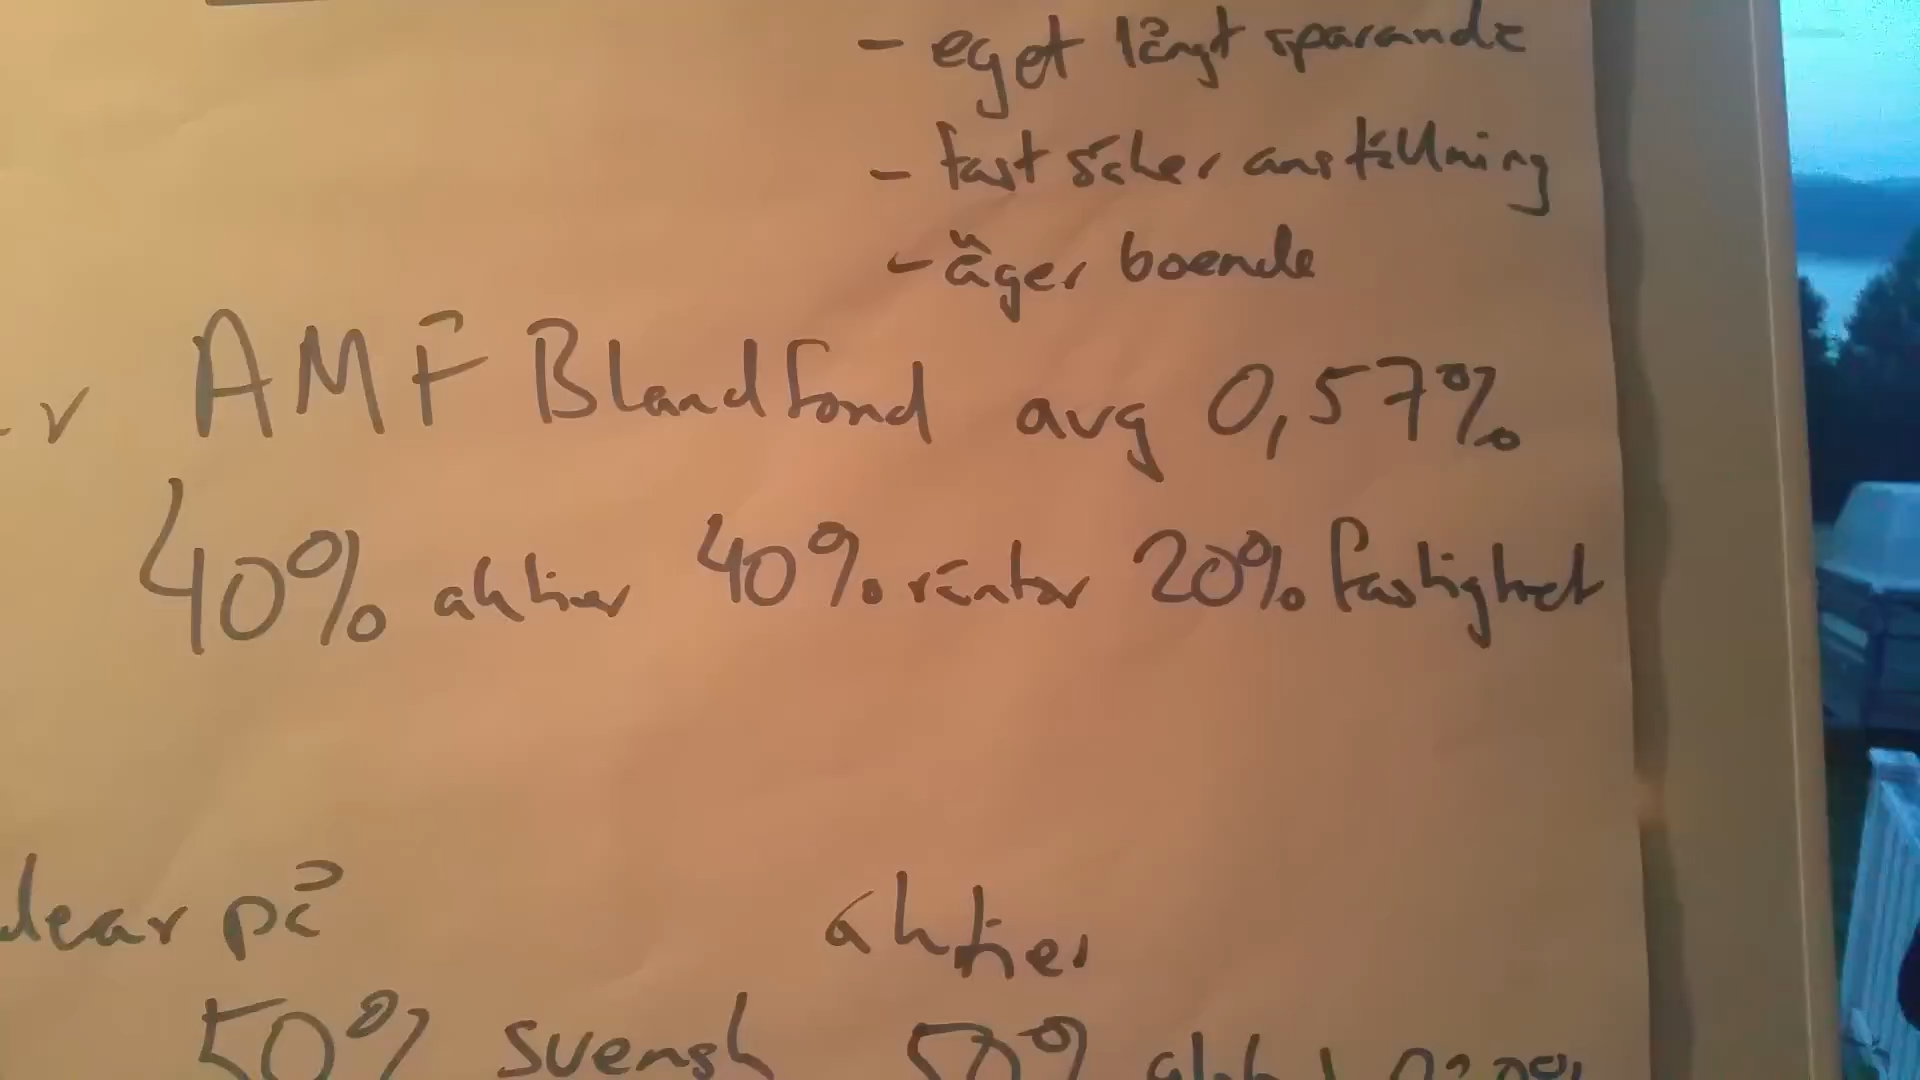 - eget långt sparande
- fast säker anställning
- äger boende
AMF Blandfond avg 0,57%
40% aktier 40% räntor 20% fastighet
på
aktier
50% svensk 50%